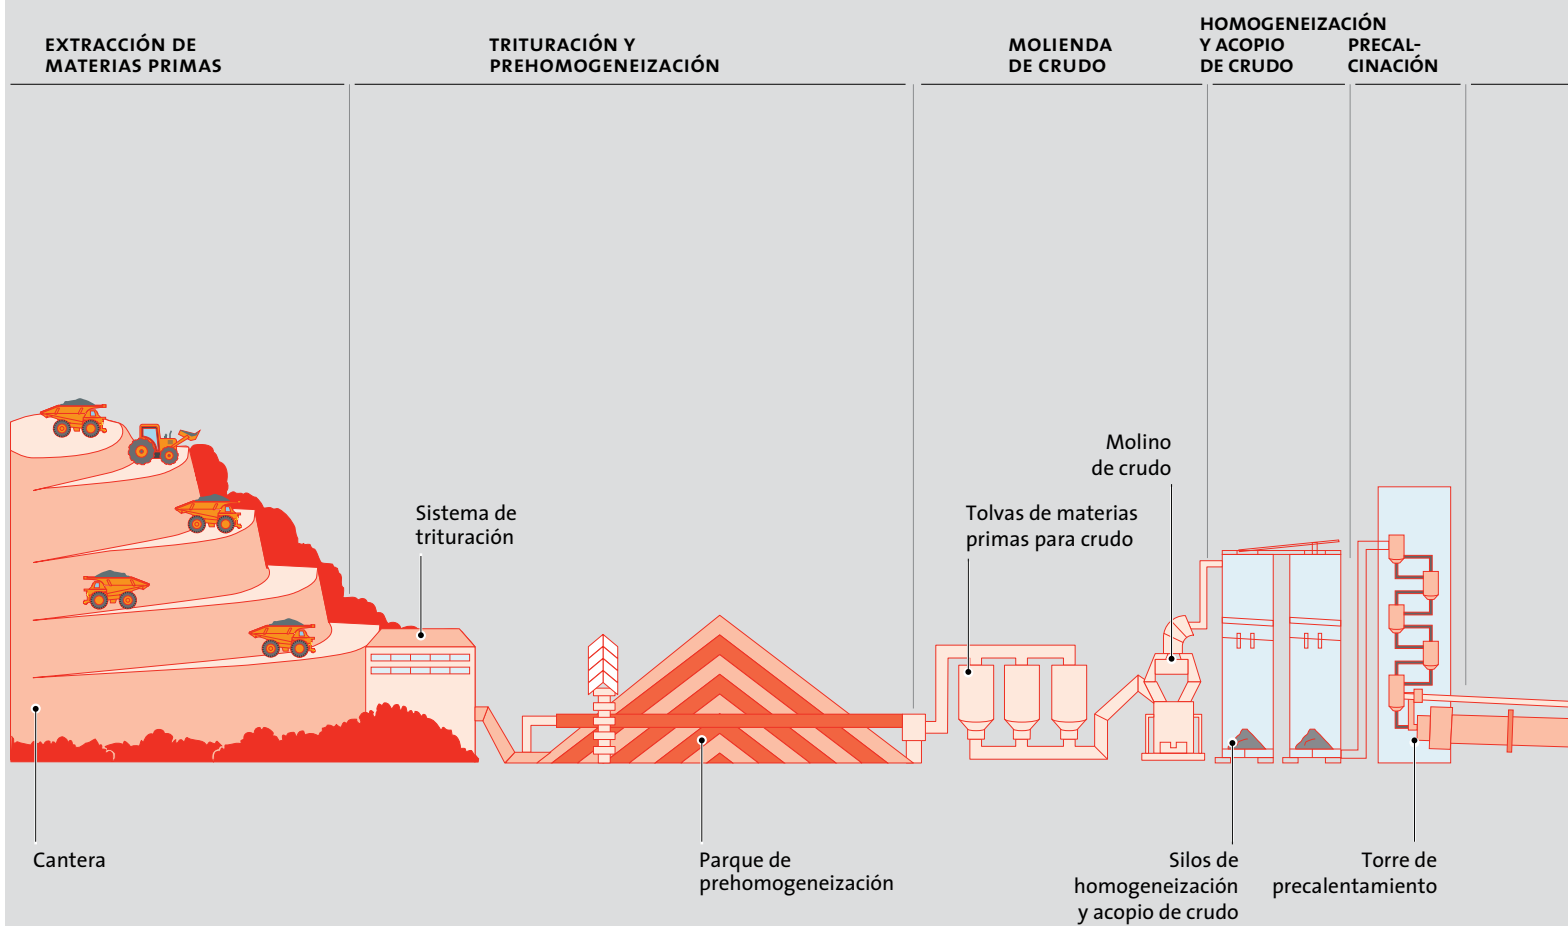 EXTRACCIÓN DE
MATERIAS PRIMAS
TRITURACIÓN Y
PREHOMOGENEIZACIÓN
MOLIENDA
DE CRUDO
HOMOGENEIZACIÓN
Y ACOPIO
DE CRUDO
PRECAL-
CINACIÓN
Molino
de crudo
Sistema de
trituración
Tolvas de materias
primas para crudo
Cantera
Parque de
prehomogeneización
Silos de
homogeneización
y acopio de crudo
Torre de
precalentamiento